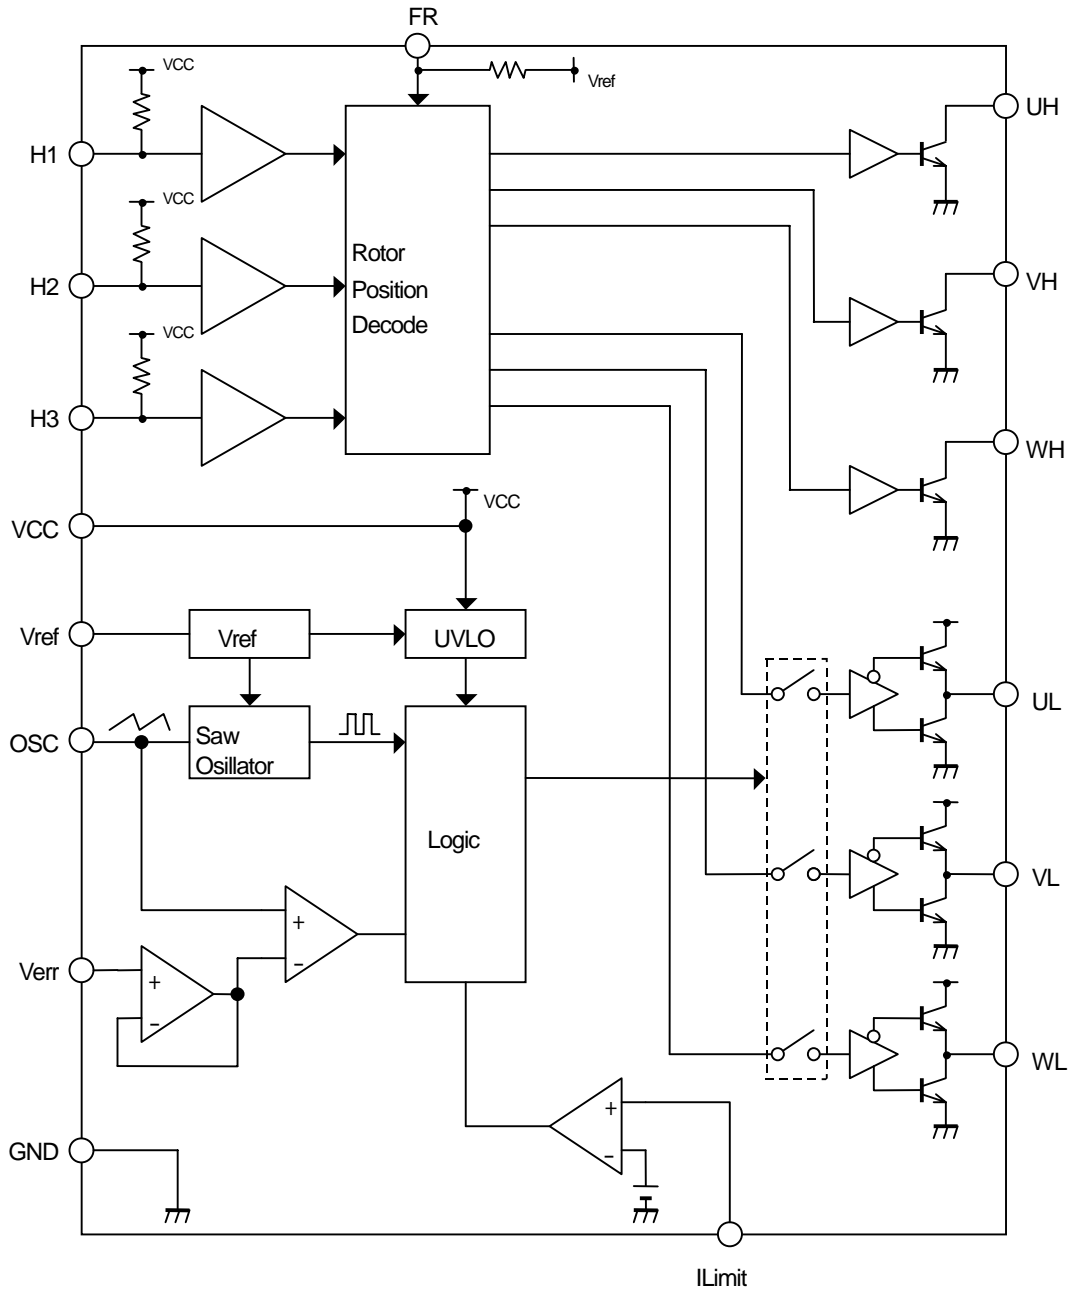 FR
VCC
Vref
UH
H1
VCC
H2
Rotor
Position
Decode
VH
VCC
H3
WH
VCC
VCC
Vref
Vref
UVLO
UL
OSC
Saw
Osillator
Logic
VL
+
-
Verr
+
-
WL
+
-
GND
ILimit